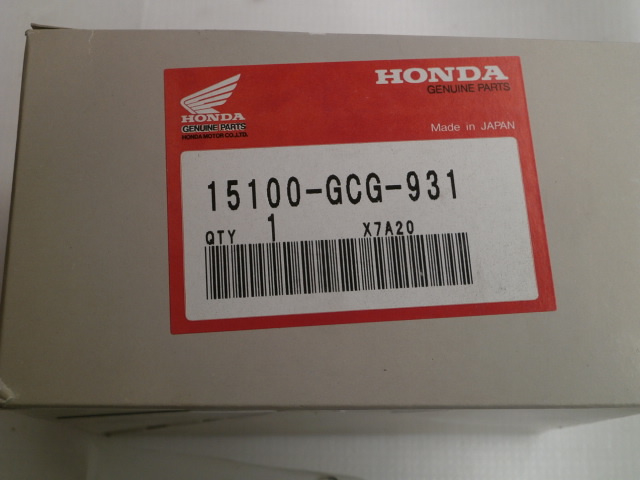 HONDA
GENUINE PARTS
HONDA MOTOR CO.,LTD.
HONDA
GENUINE PARTS
Made in JAPAN
15100-GCG-931
QTY 1 X7A20